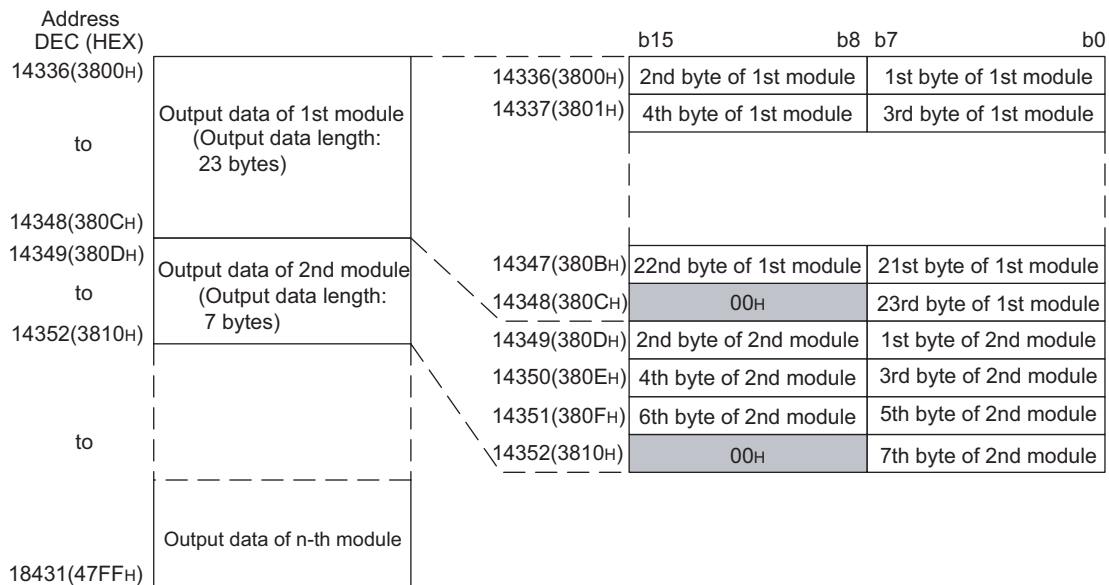 Address
DEC (HEX)
b15 b8 b7 b0
14336(3800H)
Output data of 1st module
(Output data length:
23 bytes)
to
14348(380CH)
14349(380DH)
Output data of 2nd module
(Output data length:
7 bytes)
to
14352(3810H)
to
Output data of n-th module
18431(47FFH)
14336(3800H) 2nd byte of 1st module 1st byte of 1st module
14337(3801H) 4th byte of 1st module 3rd byte of 1st module
14347(380BH) 22nd byte of 1st module 21st byte of 1st module
14348(380CH) 00H 23rd byte of 1st module
14349(380DH) 2nd byte of 2nd module 1st byte of 2nd module
14350(380EH) 4th byte of 2nd module 3rd byte of 2nd module
14351(380FH) 6th byte of 2nd module 5th byte of 2nd module
14352(3810H) 00H 7th byte of 2nd module